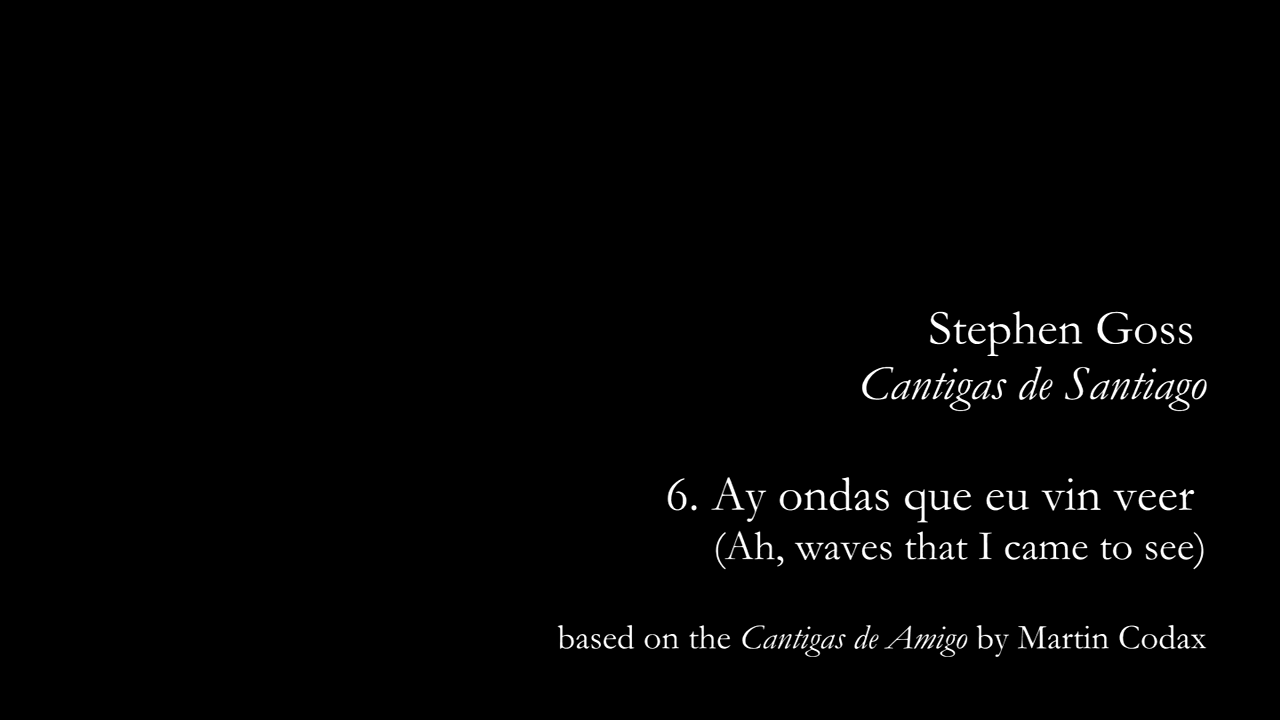 Stephen Goss
Cantigas de Santiago
6. Ay ondas que eu vin veer
(Ah, waves that I came to see)
based on the Cantigas de Amigo by Martin Codax